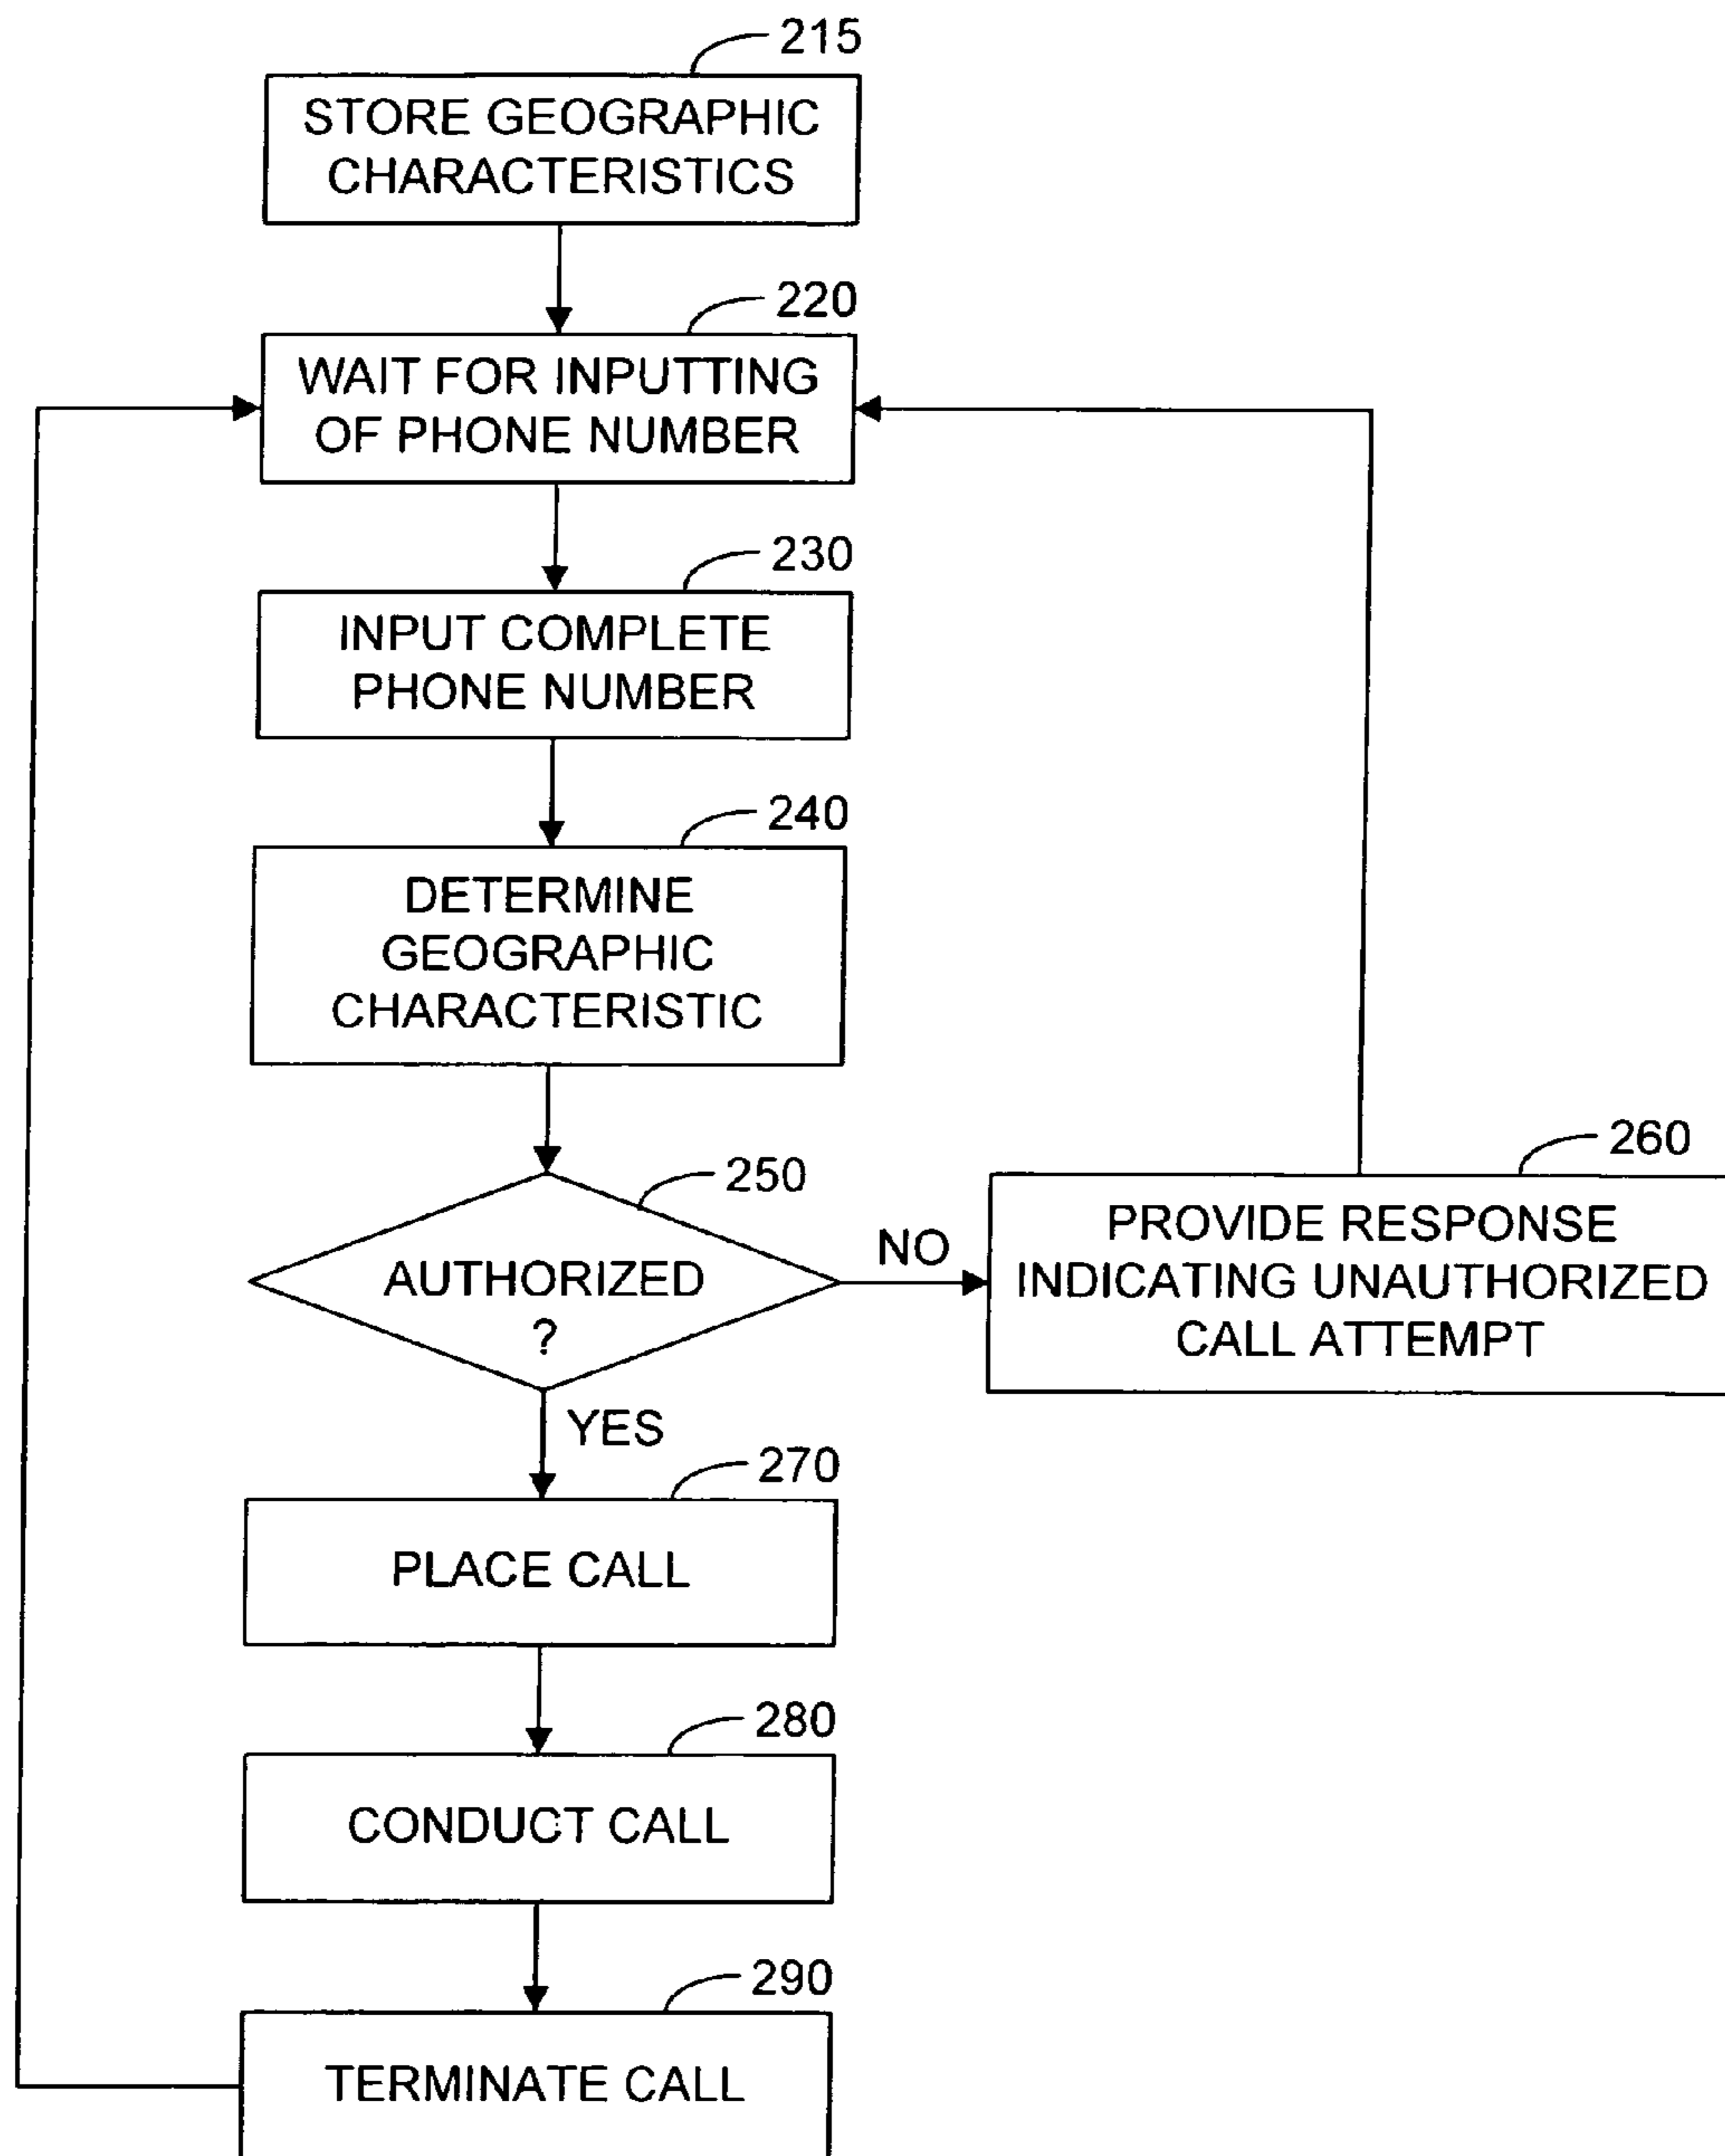 215
STORE GEOGRAPHIC
CHARACTERISTICS
220
WAIT FOR INPUTTING
OF PHONE NUMBER
230
INPUT COMPLETE
PHONE NUMBER
240
DETERMINE
GEOGRAPHIC
CHARACTERISTIC
250
AUTHORIZED
?
NO
260
PROVIDE RESPONSE
INDICATING UNAUTHORIZED
CALL ATTEMPT
YES
270
PLACE CALL
280
CONDUCT CALL
290
TERMINATE CALL